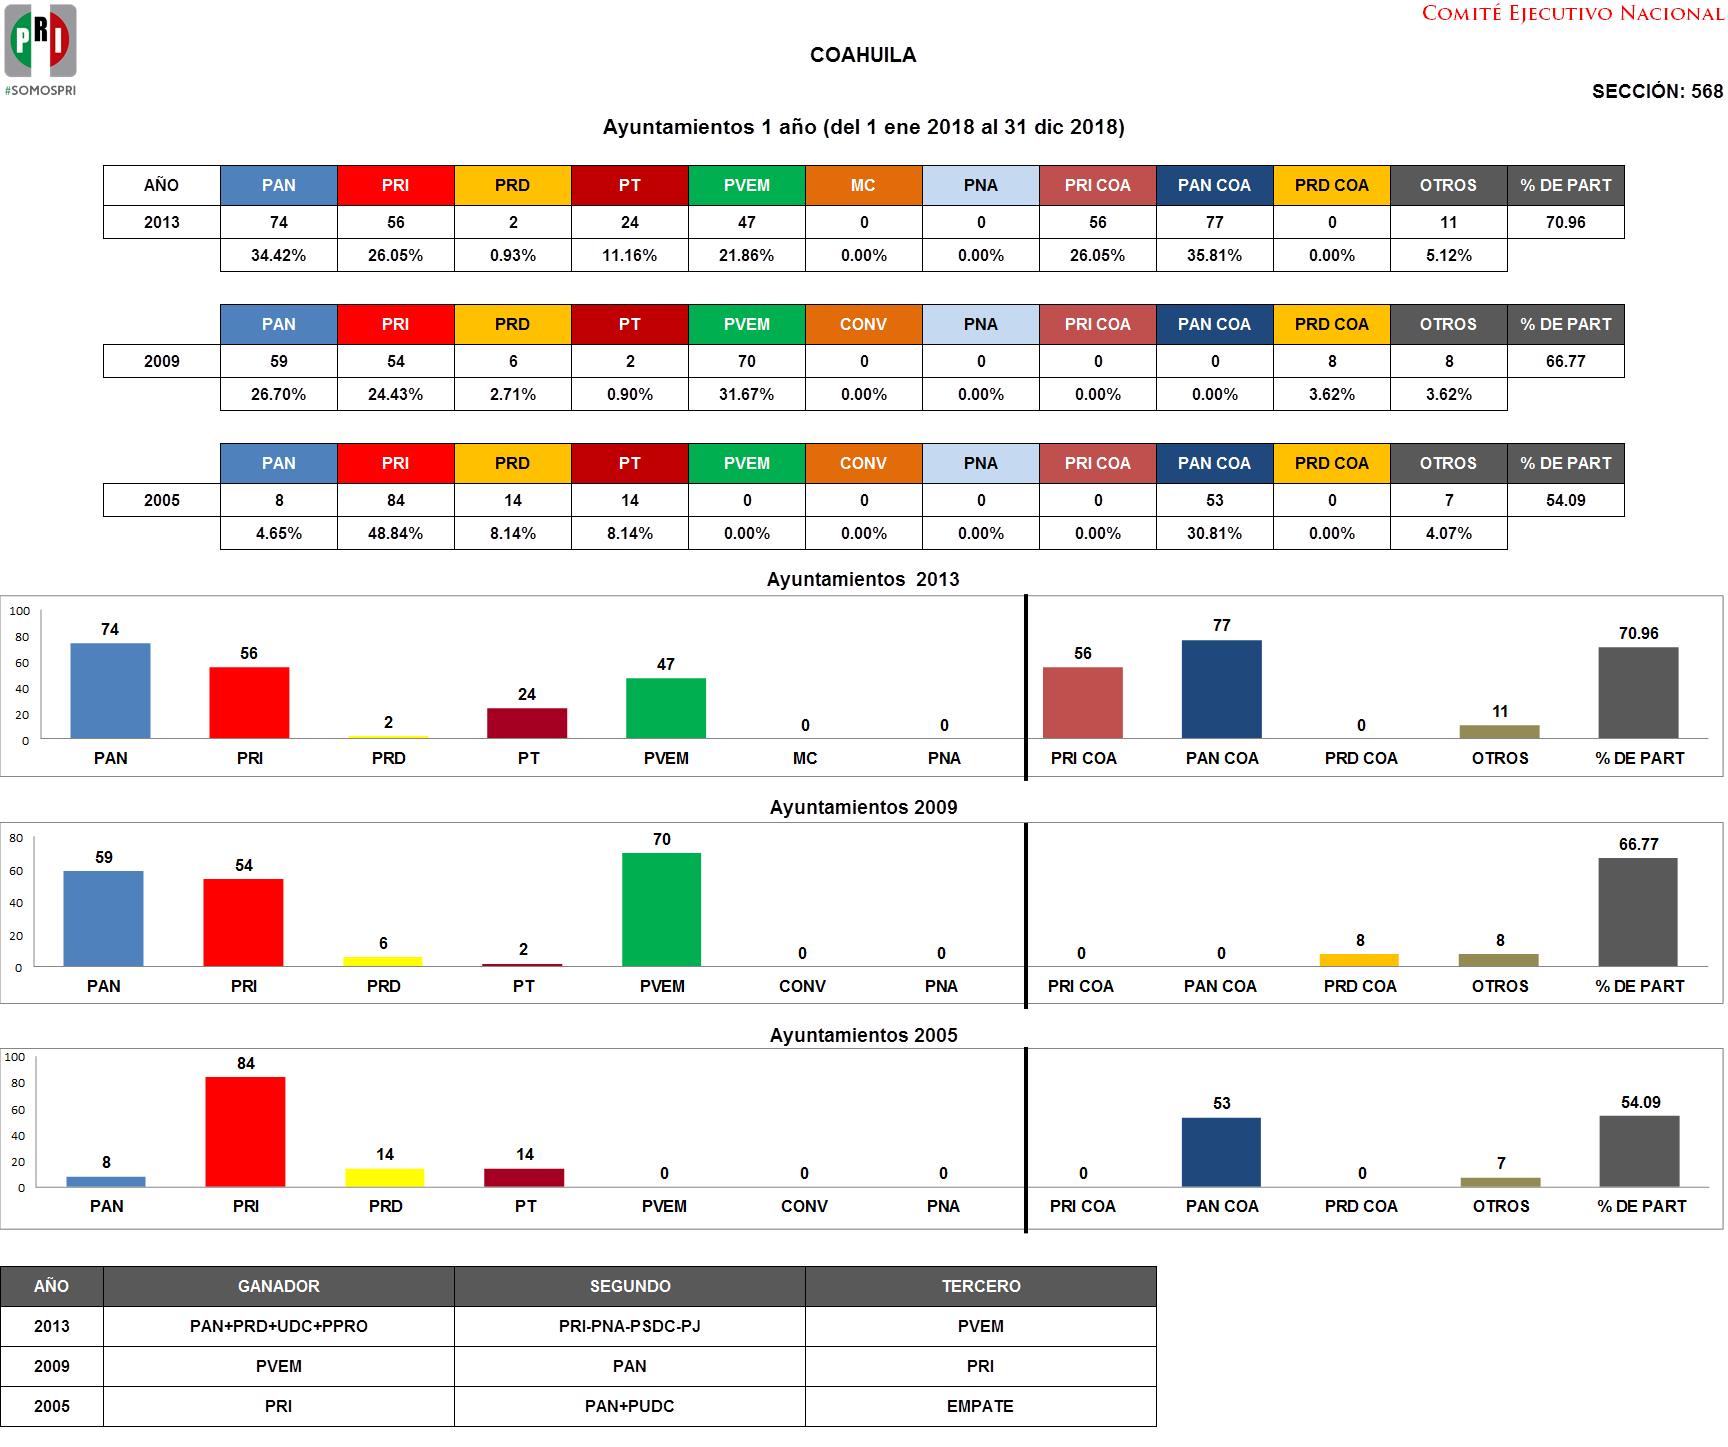 COMITÉ EJECUTIVO NACIONAL
PRI
#SOMOSPRI
COAHUILA
SECCIÓN: 568
Ayuntamientos 1 año (del 1 ene 2018 al 31 dic 2018)
AÑO PAN PRI PRD PT PVEM MC PNA PRI COA PAN COA PRD COA OTROS % DE PART
2013 74 56 2 24 47 0 0 56 77 0 11 70.96
34.42% 26.05% 0.93% 11.16% 21.86% 0.00% 0.00% 26.05% 35.81% 0.00% 5.12%
PAN PRI PRD PT PVEM CONV PNA PRI COA PAN COA PRD COA OTROS % DE PART
2009 59 54 6 2 70 0 0 0 0 8 8 66.77
26.70% 24.43% 2.71% 0.90% 31.67% 0.00% 0.00% 0.00% 0.00% 3.62% 3.62%
PAN PRI PRD PT PVEM CONV PNA PRI COA PAN COA PRD COA OTROS % DE PART
2005 8 84 14 14 0 0 0 0 53 0 7 54.09
4.65% 48.84% 8.14% 8.14% 0.00% 0.00% 0.00% 0.00% 30.81% 0.00% 4.07%
Ayuntamientos 2013
100
80
60
40
20
0
74 56 2 24 47 0 0 56 77 0 11 70.96
PAN PRI PRD PT PVEM MC PNA PRI COA PAN COA PRD COA OTROS % DE PART
Ayuntamientos 2009
80
60
40
20
0
59 54 6 2 70 0 0 0 0 8 8 66.77
PAN PRI PRD PT PVEM CONV PNA PRI COA PAN COA PRD COA OTROS % DE PART
Ayuntamientos 2005
100
80
60
40
20
0
8 84 14 14 0 0 0 0 53 0 7 54.09
PAN PRI PRD PT PVEM CONV PNA PRI COA PAN COA PRD COA OTROS % DE PART
AÑO GANADOR SEGUNDO TERCERO
2013 PAN+PRD+UDC+PPRO PRI-PNA-PSDC-PJ PVEM
2009 PVEM PAN PRI
2005 PRI PAN+PUDC EMPATE